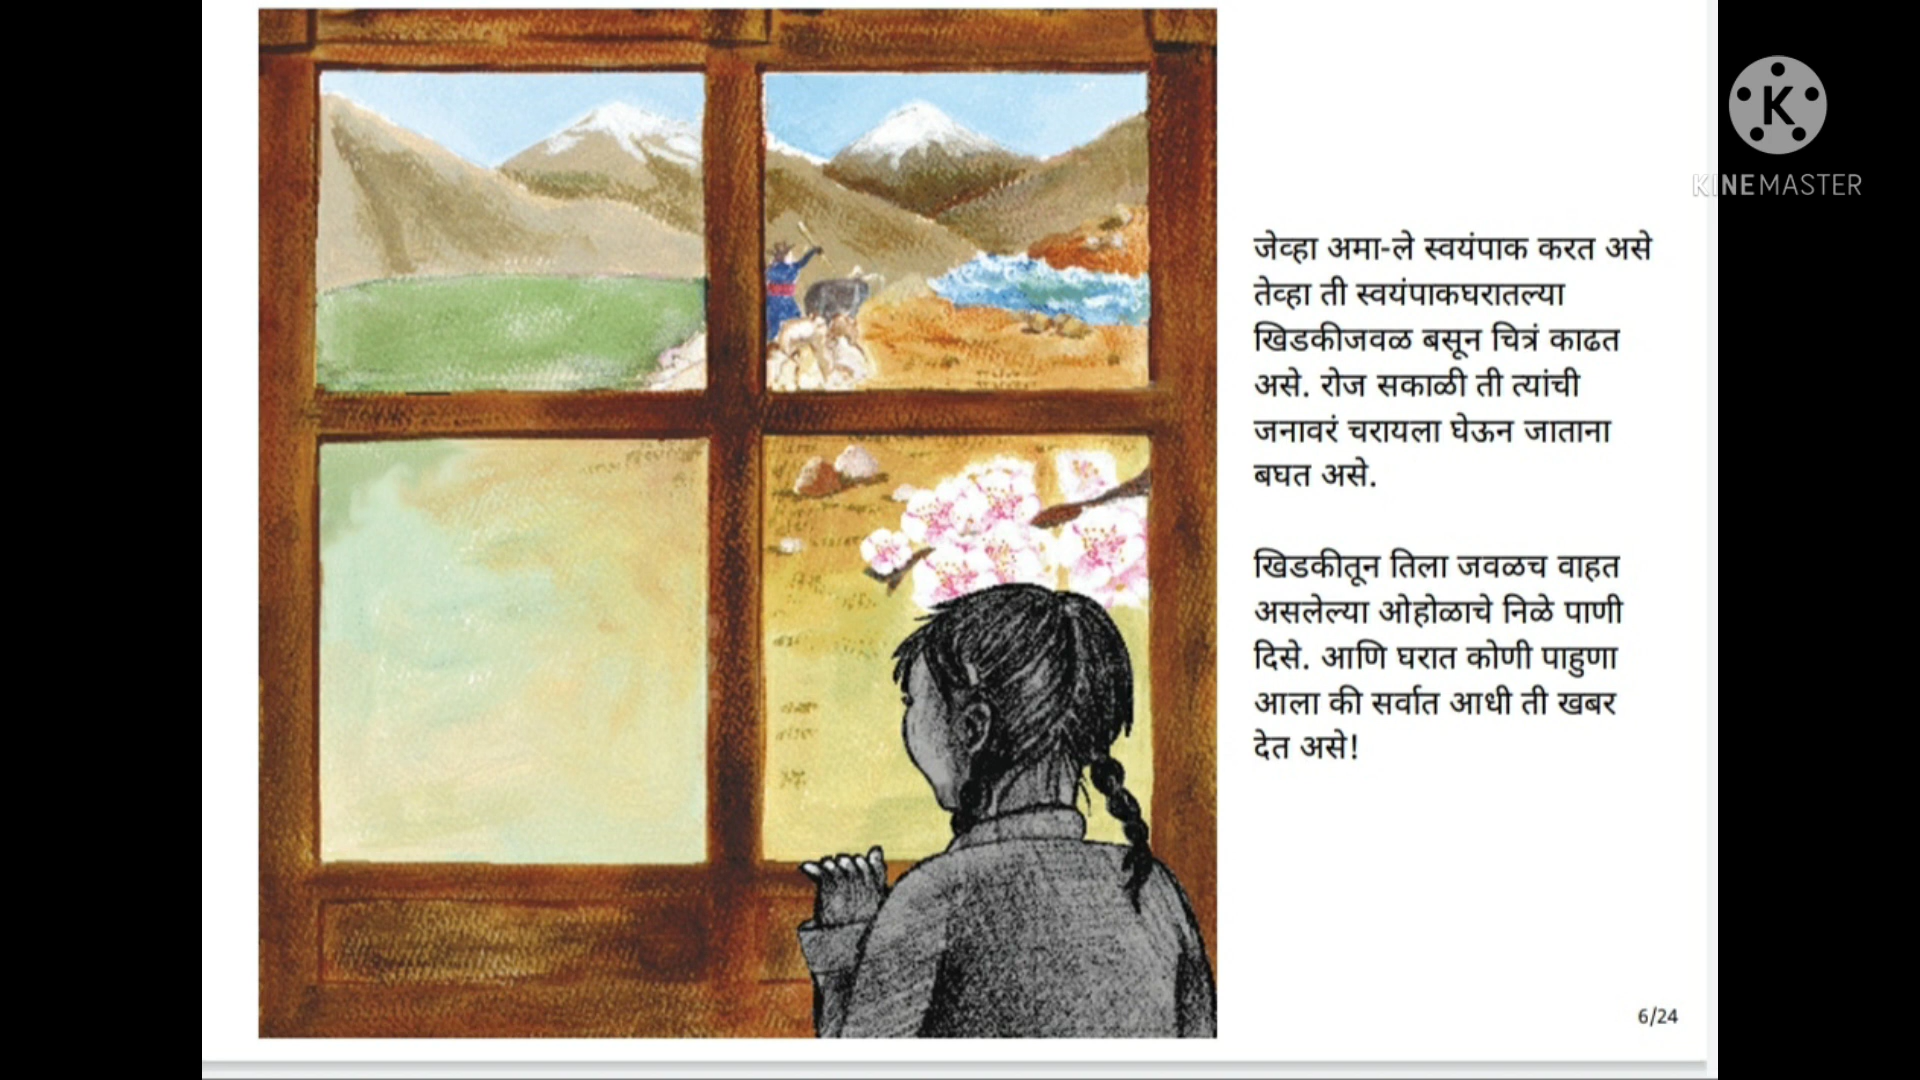 जेव्हा अमा-ले स्वयंपाक करत असे
तेव्हा ती स्वयंपाकघरातल्या
खिडकीजवळ बसून चित्रं काढत
असे. रोज सकाळी ती त्यांची
जनावरं चरायला घेऊन जाताना
बघत असे.
खिडकीतून तिला जवळच वाहत
असलेल्या ओहोळाचे निळे पाणी
दिसे. आणि घरात कोणी पाहुणा
आला की सर्वात आधी ती खबर
देत असे!
6/24
K
KINEMASTER